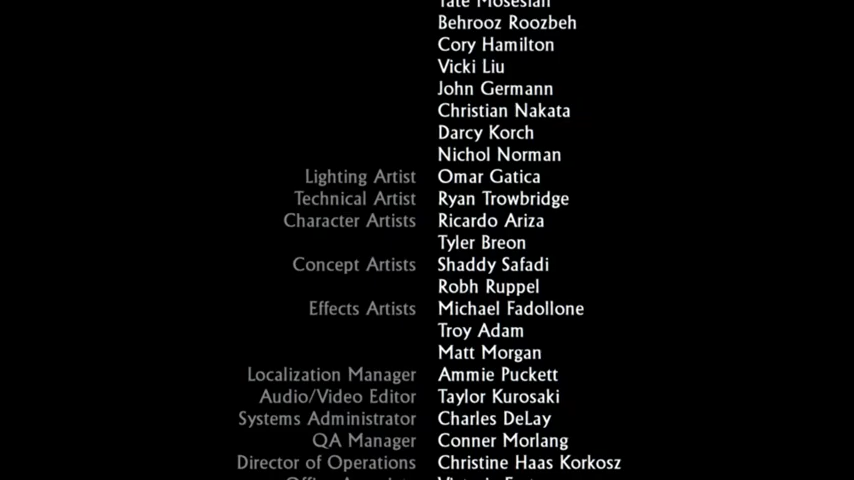 Tate Mosesian
Behrooz Roozbeh
Cory Hamilton
Vicki Liu
John Germann
Christian Nakata
Darcy Korch
Nichol Norman
Lighting Artist Omar Gatica
Technical Artist Ryan Trowbridge
Character Artists Ricardo Ariza
Tyler Breon
Concept Artists Shaddy Safadi
Robh Ruppel
Effects Artists Michael Fadollone
Troy Adam
Matt Morgan
Localization Manager Ammie Puckett
Audio/Video Editor Taylor Kurosaki
Systems Administrator Charles DeLay
QA Manager Conner Morlang
Director of Operations Christine Haas Korkosz